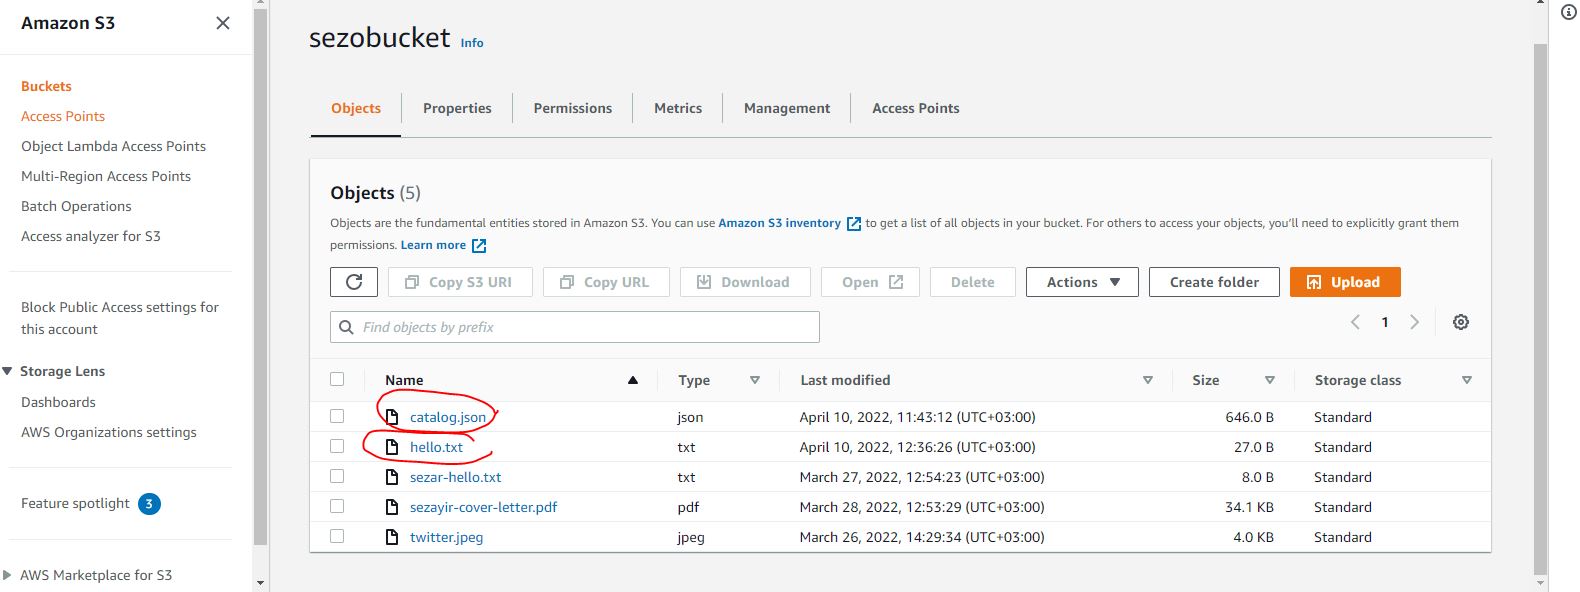 Amazon S3
Buckets
Access Points
Object Lambda Access Points
Multi-Region Access Points
Batch Operations
Access analyzer for S3
Block Public Access settings for
this account
Storage Lens
Dashboards
AWS Organizations settings
Feature spotlight 3
AWS Marketplace for S3
sezobucket Info
Objects Properties Permissions Metrics Management Access Points
Objects (5)
Objects are the fundamental entities stored in Amazon S3. You can use Amazon S3 inventory to get a list of all objects in your bucket. For others to access your objects, you'll need to explicitly grant them
permissions. Learn more
Copy S3 URI Copy URL Download Open Delete Actions Create folder Upload
Find objects by prefix 1
Name Type Last modified Size Storage class
catalog.json json April 10, 2022, 11:43:12 (UTC+03:00) 646.0 B Standard
hello.txt txt April 10, 2022, 12:36:26 (UTC+03:00) 27.0 B Standard
sezar-hello.txt txt March 27, 2022, 12:54:23 (UTC+03:00) 8.0 B Standard
sezayir-cover-letter.pdf pdf March 28, 2022, 12:53:29 (UTC+03:00) 34.1 KB Standard
twitter.jpeg jpeg March 26, 2022, 14:29:34 (UTC+03:00) 4.0 KB Standard